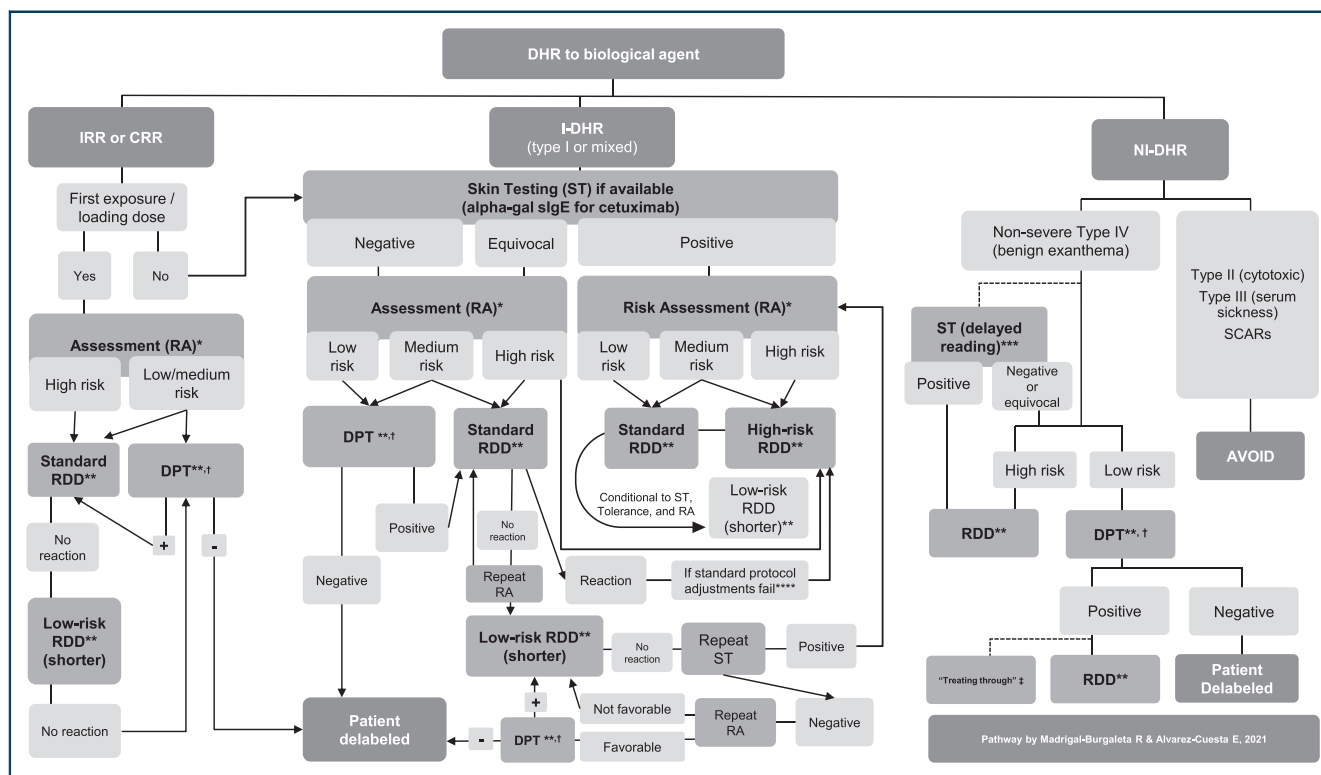 DHR to biological agent
IRR or CRR
First exposure /
loading dose
Yes
No
Assessment (RA)*
High risk
Low/medium
risk
Standard
RDD**
DPT**,†
No
reaction
+
-
Low-risk
RDD**
(shorter)
No reaction
I-DHR
(type I or mixed)
Skin Testing (ST) if available
(alpha-gal sIgE for cetuximab)
Negative
Equivocal
Positive
Assessment (RA)*
Low
risk
Medium
risk
High risk
DPT **,†
Standard
RDD**
Positive
No
reaction
Negative
Repeat
RA
Reaction
If standard protocol
adjustments fail****
Risk Assessment (RA)*
Low
risk
Medium
risk
High risk
Standard
RDD**
High-risk
RDD**
Conditional to ST,
Tolerance, and RA
Low-risk
RDD
(shorter)**
Low-risk RDD**
(shorter)
No
reaction
Repeat
ST
Positive
Not favorable
Repeat
RA
Negative
+
Patient
delabeled
-
DPT **,†
Favorable
NI-DHR
Non-severe Type IV
(benign exanthema)
Type II (cytotoxic)
Type III (serum
sickness)
SCARs
ST (delayed
reading)***
Positive
Negative
or
equivocal
AVOID
High risk
Low risk
RDD**
DPT**, †
Positive
Negative
"Treating through" ‡
RDD**
Patient
Delabeled
Pathway by Madrigal-Burgaleta R & Alvarez-Cuesta E, 2021